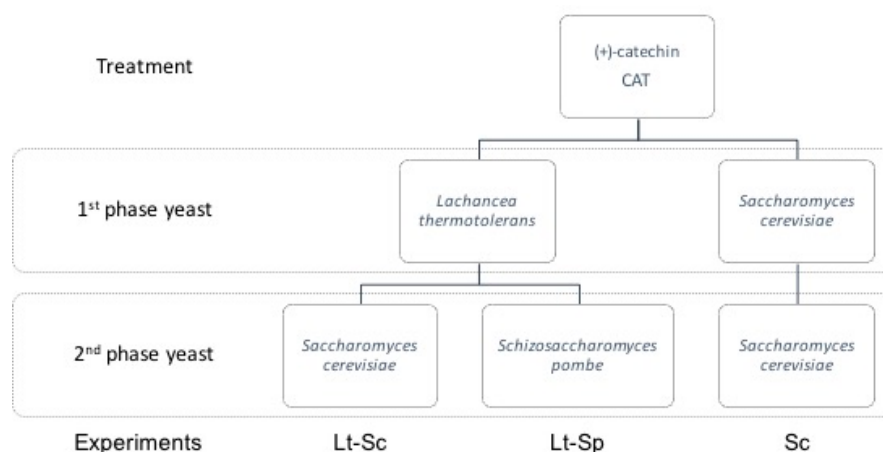 Treatment
(+)-catechin
CAT
1st phase yeast
Lachancea
thermotolerans
Saccharomyces
cerevisiae
2nd phase yeast
Saccharomyces
cerevisiae
Schizosaccharomyces
pombe
Saccharomyces
cerevisiae
Experiments
Lt-Sc
Lt-Sp
Sc